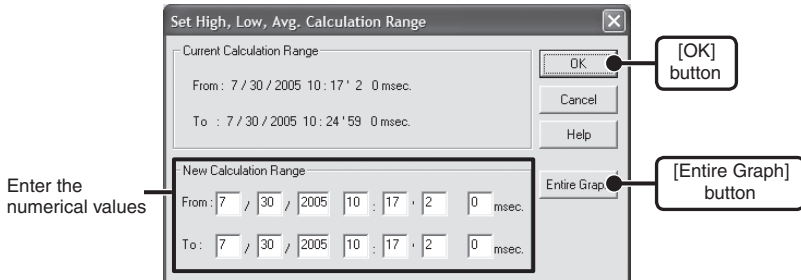 Set High, Low, Avg. Calculation Range
Current Calculation Range
From : 7 / 30 / 2005 10 : 17 ' 2 0 msec.
To : 7 / 30 / 2005 10 : 24 ' 59 0 msec.
OK
Cancel
Help
[OK]
button
Enter the
numerical values
New Calculation Range
From : 7 / 30 / 2005 10 : 17 ' 2 0 msec.
To : 7 / 30 / 2005 10 : 17 ' 2 0 msec.
Entire Grap
[Entire Graph]
button